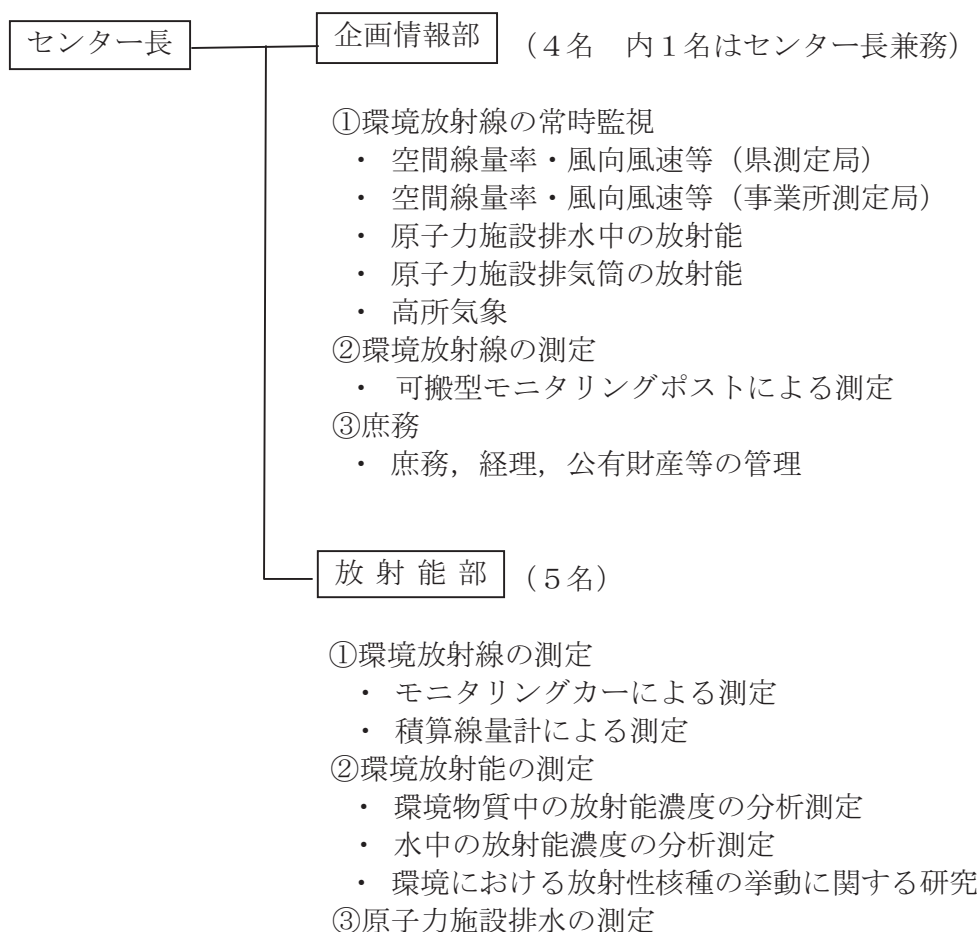 センター長
企画情報部 （４名　内１名はセンター長兼務）
①環境放射線の常時監視
・ 空間線量率・風向風速等（県測定局）
・ 空間線量率・風向風速等（事業所測定局）
・ 原子力施設排水中の放射能
・ 原子力施設排気筒の放射能
・ 高所気象
②環境放射線の測定
・ 可搬型モニタリングポストによる測定
③庶務
・ 庶務，経理，公有財産等の管理
放 射 能 部 （５名）
①環境放射線の測定
・ モニタリングカーによる測定
・ 積算線量計による測定
②環境放射能の測定
・ 環境物質中の放射能濃度の分析測定
・ 水中の放射能濃度の分析測定
・ 環境における放射性核種の挙動に関する研究
③原子力施設排水の測定